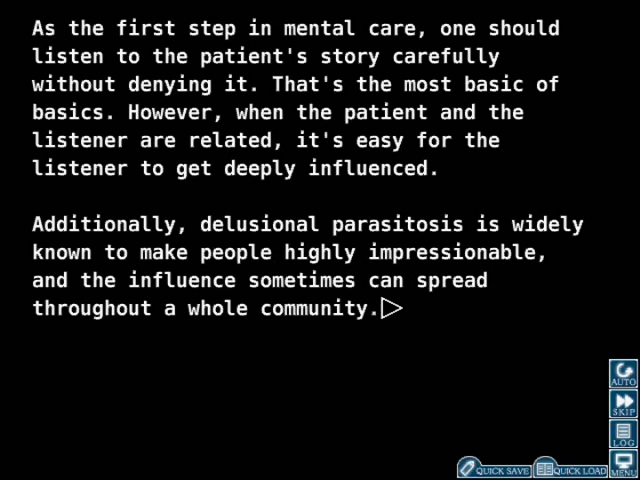 As the first step in mental care, one should
listen to the patient's story carefully
without denying it. That's the most basic of
basics. However, when the patient and the
listener are related, it's easy for the
listener to get deeply influenced.
Additionally, delusional parasitosis is widely
known to make people highly impressionable,
and the influence sometimes can spread
throughout a whole community.
AUTO
SKIP
LOG
MENU
QUICK SAVE
QUICK LOAD